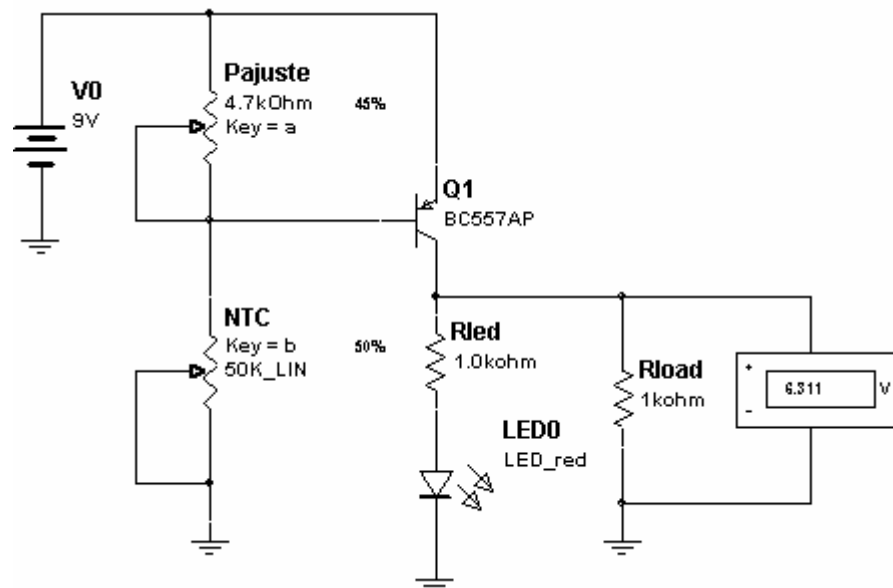 V0
9V
Pajuste
4.7kOhm
45%
Key = a
Q1
BC557AP
NTC
Key = b
50%
50K_LIN
Rled
1.0kohm
LED0
LED_red
Rload
1kohm
+
6.311
V
-